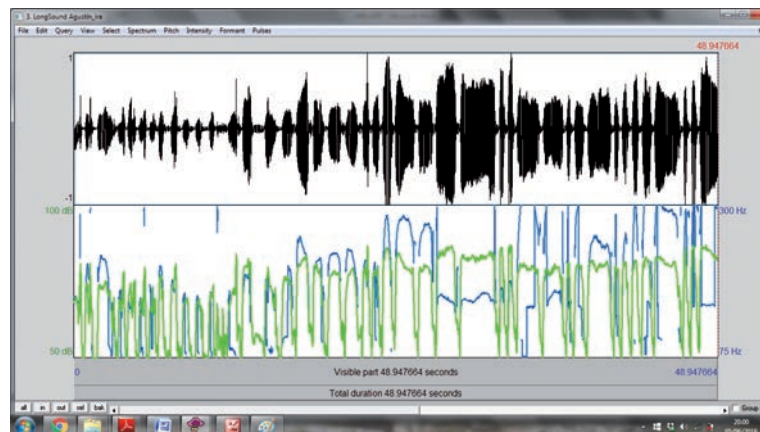 3. LongSound Agustin_ira
File Edit Query View Select Spectrum Pitch Intensity Formant Pulses
48.947664
1
-1
100 dB
300 Hz
50 dB
75 Hz
0 Visible part 48.947664 seconds 48.947664
Total duration 48.947664 seconds
all in out sel bak
Group
20:00